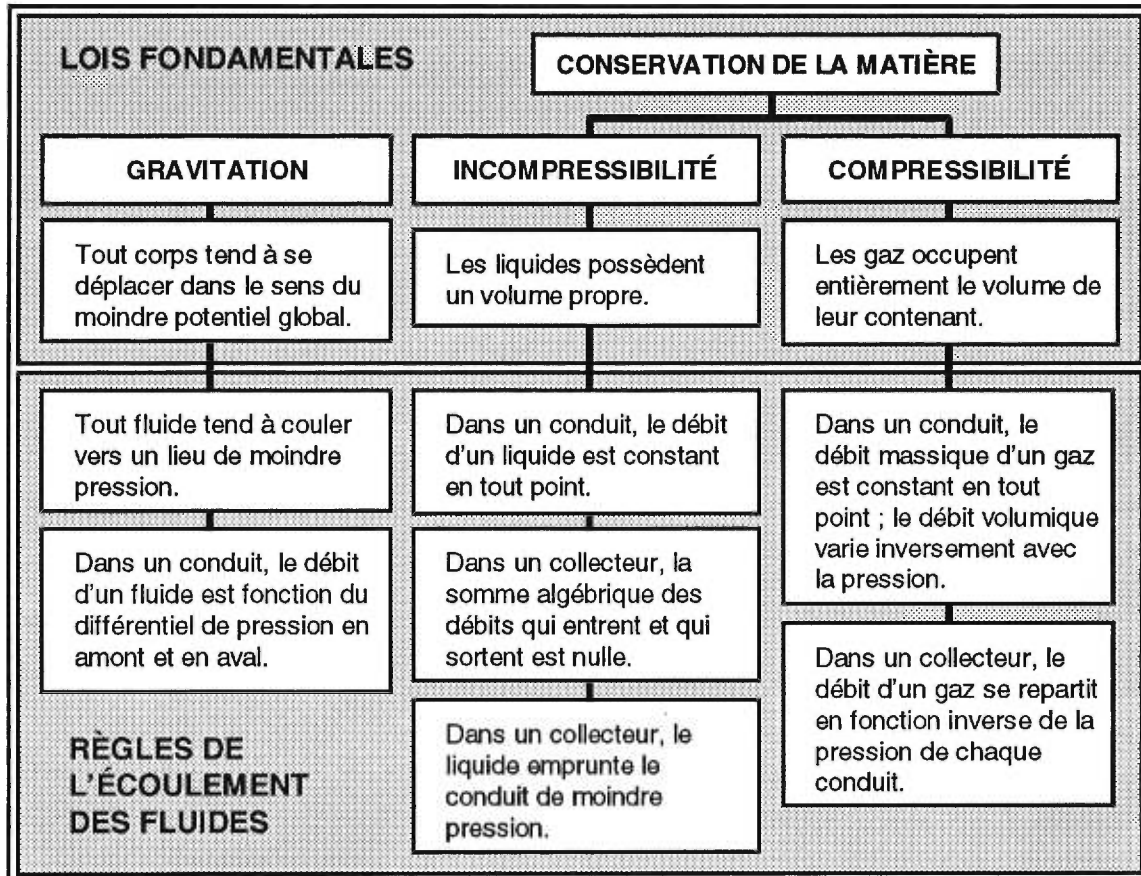 LOIS FONDAMENTALES
CONSERVATION DE LA MATIÈRE
GRAVITATION
Tout corps tend à se
déplacer dans le sens du
moindre potentiel global.
INCOMPRESSIBILITÉ
Les liquides possèdent
un volume propre.
COMPRESSIBILITÉ
Les gaz occupent
entièrement le volume de
leur contenant.
Tout fluide tend à couler
vers un lieu de moindre
pression.
Dans un conduit, le débit
d'un fluide est fonction du
différentiel de pression en
amont et en aval.
Dans un conduit, le débit
d'un liquide est constant
en tout point.
Dans un collecteur, la
somme algébrique des
débits qui entrent et qui
sortent est nulle.
Dans un collecteur, le
liquide emprunte le
conduit de moindre
pression.
Dans un conduit, le
débit massique d'un gaz
est constant en tout
point ; le débit volumique
varie inversement avec
la pression.
Dans un collecteur, le
débit d'un gaz se repartit
en fonction inverse de la
pression de chaque
conduit.
RÈGLES DE
L'ÉCOULEMENT
DES FLUIDES